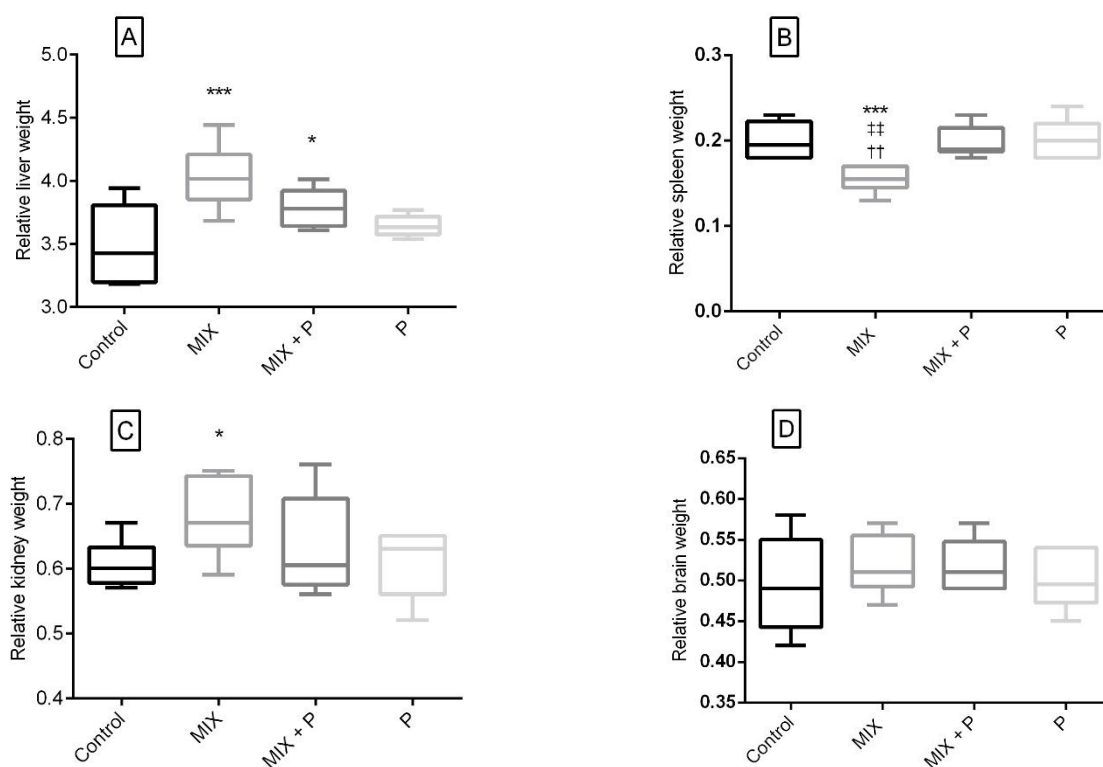 A
Relative liver weight
5.0
4.5
4.0
3.5
3.0
***
*
Control
MIX
MIX + P
P
B
Relative spleen weight
0.3
0.2
0.1
0.0
***
‡‡
††
Control
MIX
MIX + P
P
C
Relative kidney weight
0.8
0.7
0.6
0.5
0.4
*
Control
MIX
MIX + P
P
D
Relative brain weight
0.65
0.60
0.55
0.50
0.45
0.40
0.35
Control
MIX
MIX + P
P